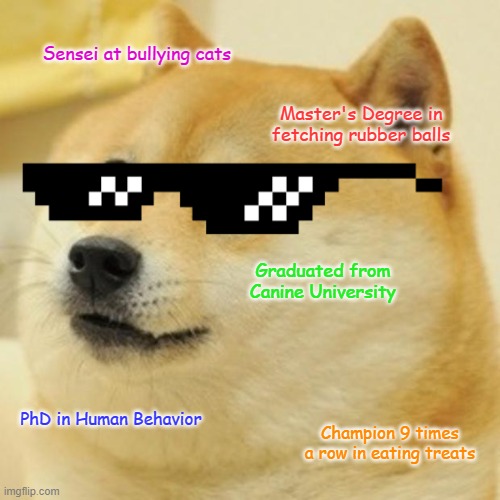 Sensei at bullying cats
Master's Degree in
fetching rubber balls
Graduated from
Canine University
PhD in Human Behavior
Champion 9 times
a row in eating treats
imgflip.com